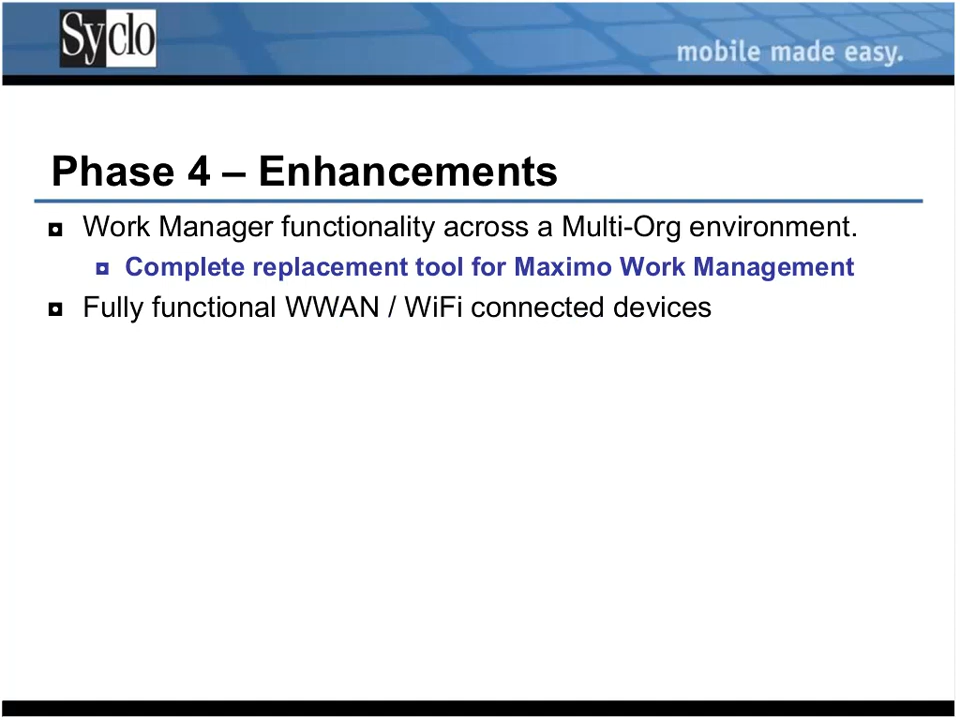 Syclo
mobile made easy.
Phase 4 – Enhancements
Work Manager functionality across a Multi-Org environment.
Complete replacement tool for Maximo Work Management
Fully functional WWAN / WiFi connected devices